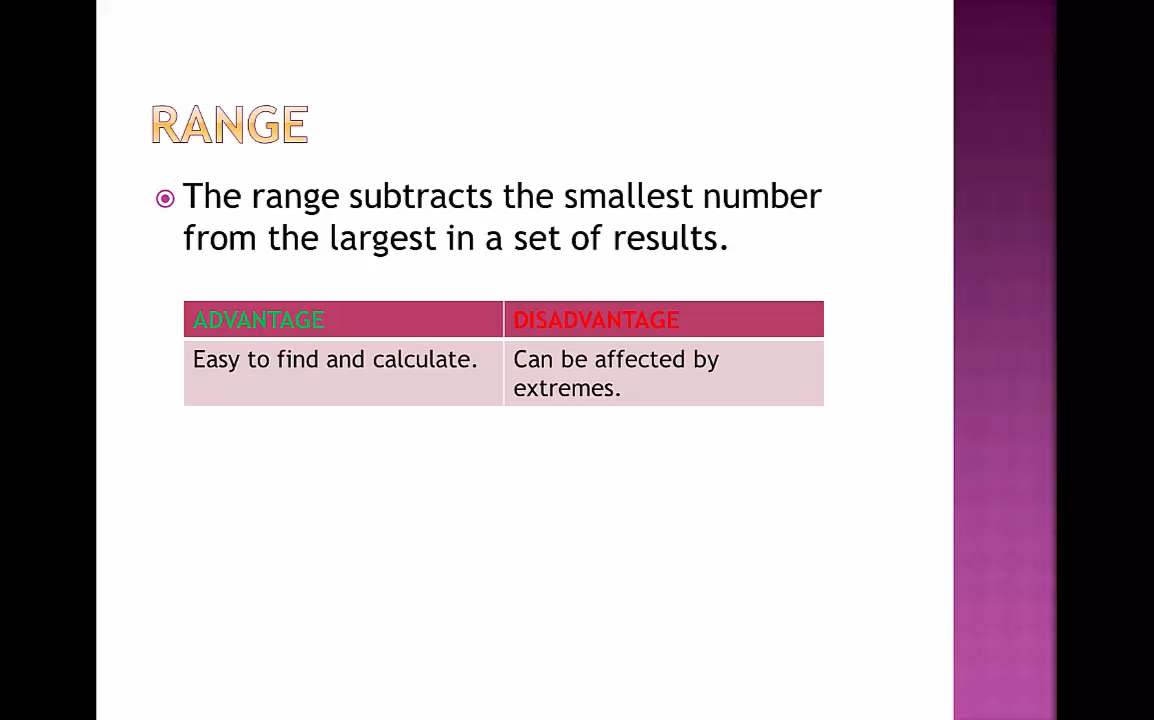 RANGE
The range subtracts the smallest number
from the largest in a set of results.
ADVANTAGE
DISADVANTAGE
Easy to find and calculate.
Can be affected by
extremes.